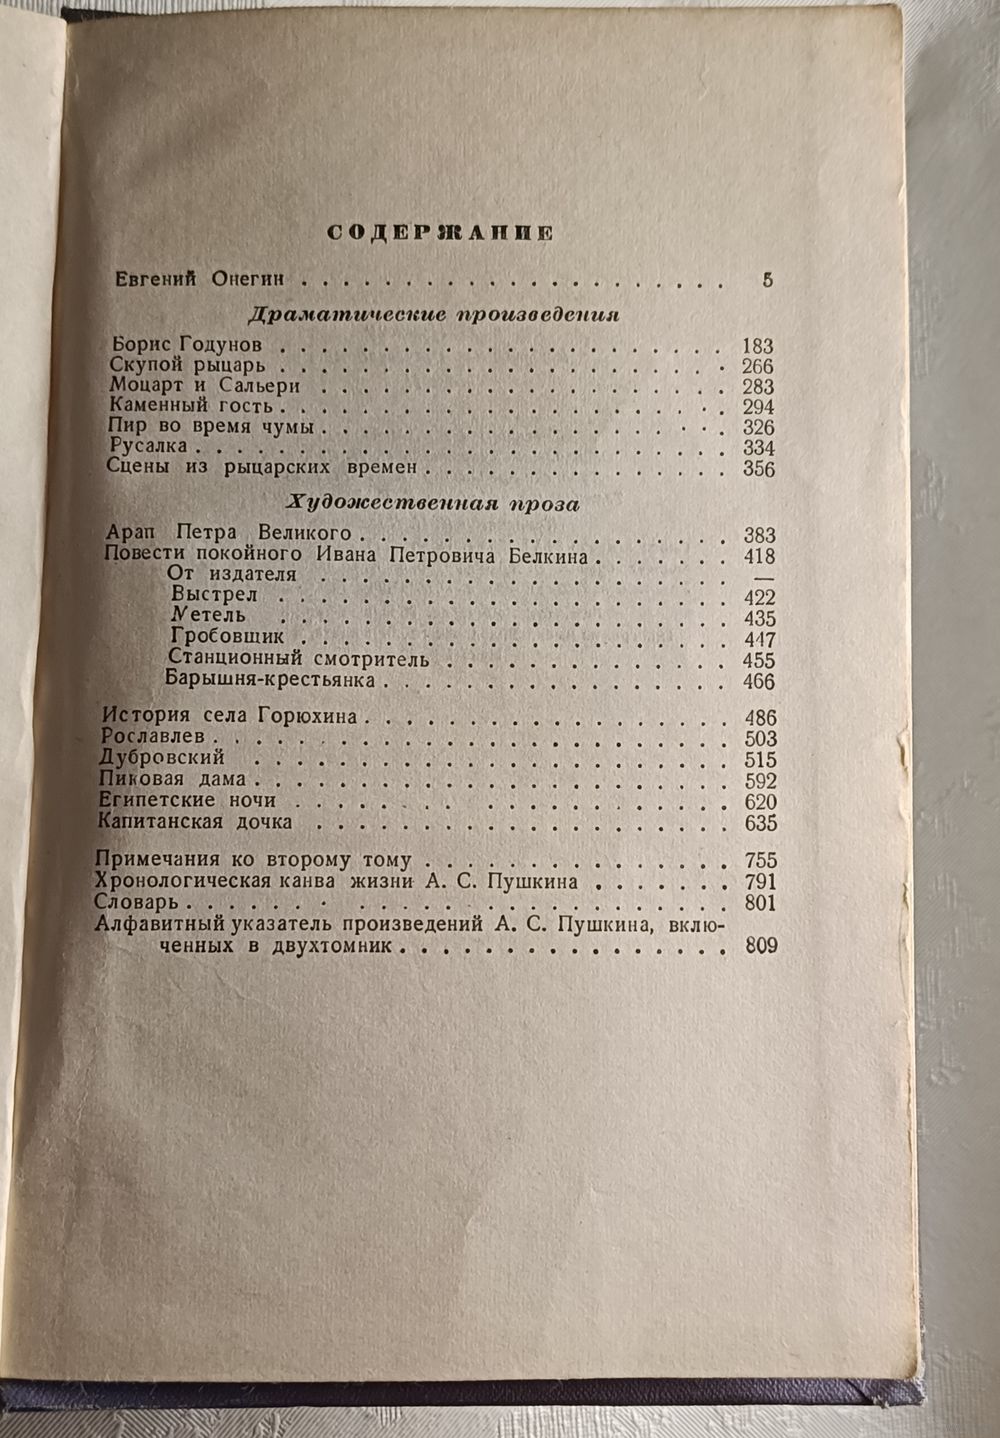 СОДЕРЖАНИЕ
Евгений Онегин . . . . . . . . . . . . . . . . . . . . 5
Драматические произведения
Борис Годунов . . . . . . . . . . . . . . . . . . . . 183
Скупой рыцарь . . . . . . . . . . . . . . . . . . . . 266
Моцарт и Сальери . . . . . . . . . . . . . . . . . . . 283
Каменный гость . . . . . . . . . . . . . . . . . . . . 294
Пир во время чумы . . . . . . . . . . . . . . . . . . 326
Русалка . . . . . . . . . . . . . . . . . . . . . . . 334
Сцены из рыцарских времен . . . . . . . . . . . . . . 356
Художественная проза
Арап Петра Великого . . . . . . . . . . . . . . . . . 383
Повести покойного Ивана Петровича Белкина . . . . . . 418
От издателя . . . . . . . . . . . . . . . . . . . . —
Выстрел . . . . . . . . . . . . . . . . . . . . . . 422
Метель . . . . . . . . . . . . . . . . . . . . . . 435
Гробовщик . . . . . . . . . . . . . . . . . . . . . 447
Станционный смотритель . . . . . . . . . . . . . . 455
Барышня-крестьянка . . . . . . . . . . . . . . . . 466
История села Горюхина . . . . . . . . . . . . . . . . 486
Рославлев . . . . . . . . . . . . . . . . . . . . . . 503
Дубровский . . . . . . . . . . . . . . . . . . . . . 515
Пиковая дама . . . . . . . . . . . . . . . . . . . . 592
Египетские ночи . . . . . . . . . . . . . . . . . . . 620
Капитанская дочка . . . . . . . . . . . . . . . . . . 635
Примечания ко второму тому . . . . . . . . . . . . . 755
Хронологическая канва жизни А. С. Пушкина . . . . . . . 791
Словарь . . . . . . . . . . . . . . . . . . . . . . . 801
Алфавитный указатель произведений А. С. Пушкина, вклю-
ченных в двухтомник . . . . . . . . . . . . . . . . 809